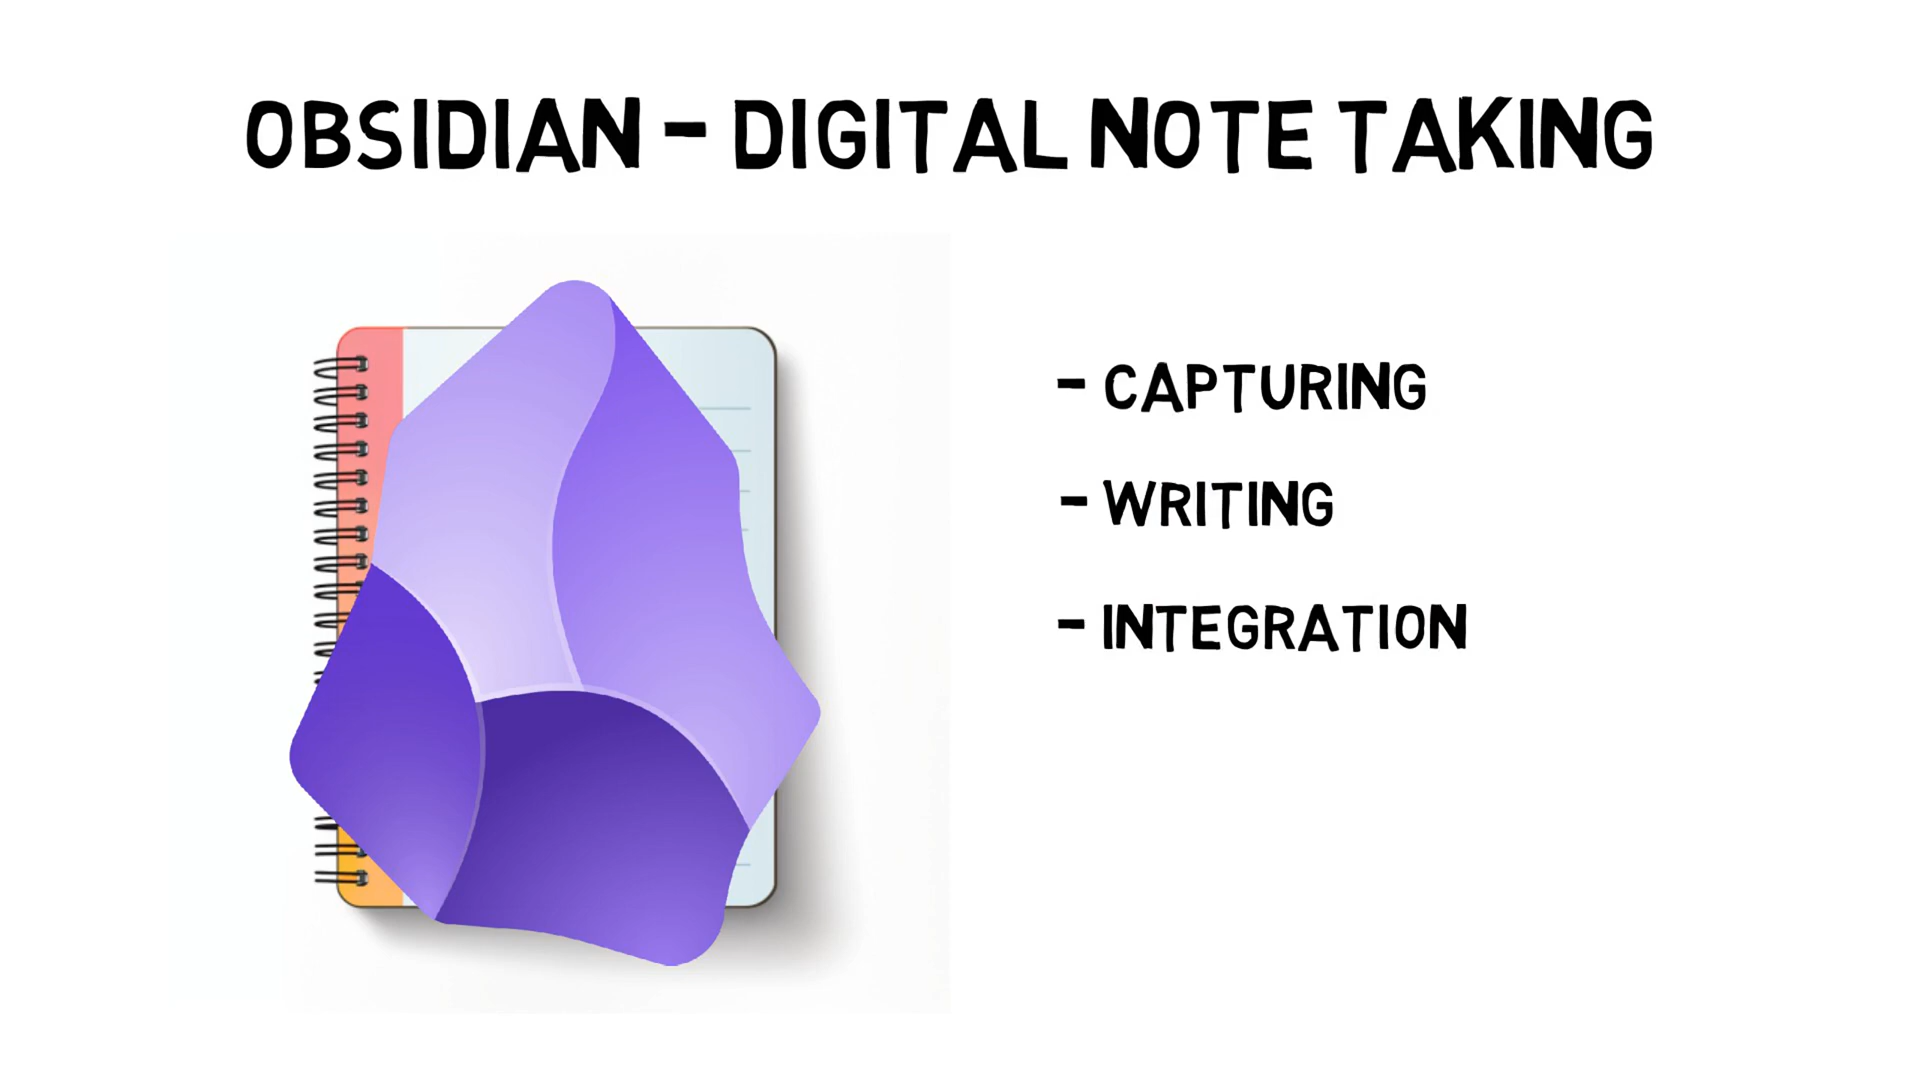 OBSIDIAN - DIGITAL NOTE TAKING
- CAPTURING
- WRITING
- INTEGRATION